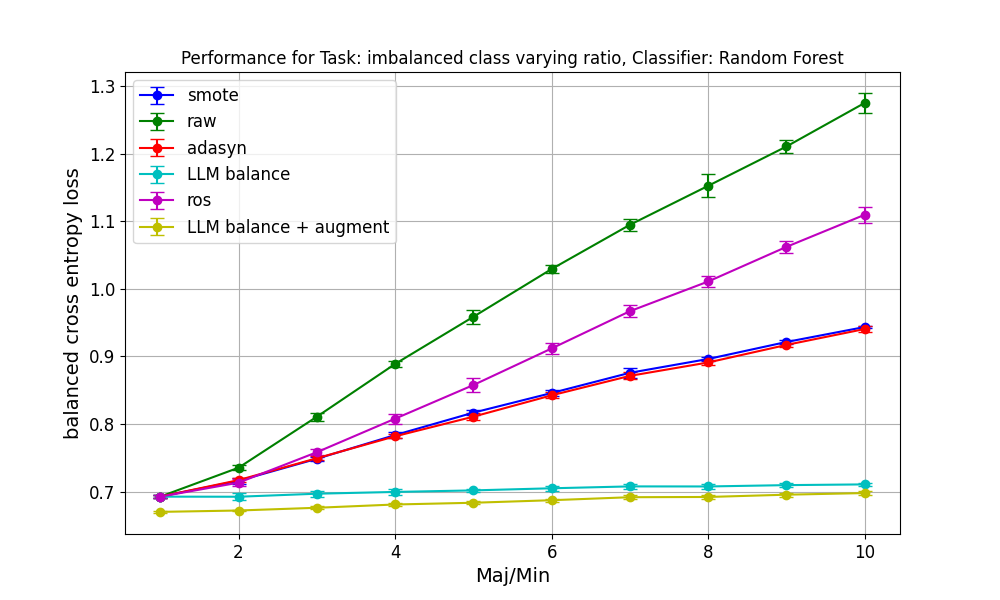 Performance for Task: imbalanced class varying ratio, Classifier: Random Forest
1.3
1.2
1.1
1.0
0.9
0.8
0.7
balanced cross entropy loss
smote
raw
adasyn
LLM balance
ros
LLM balance + augment
2
4
6
8
10
Maj/Min